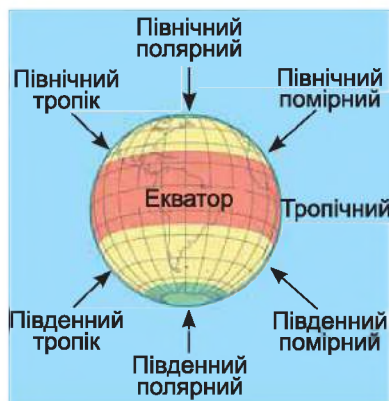 Північний
полярний
Північний
тропік
Північний
помірний
Екватор
Тропічний
Південний
тропік
Південний
помірний
Південний
полярний